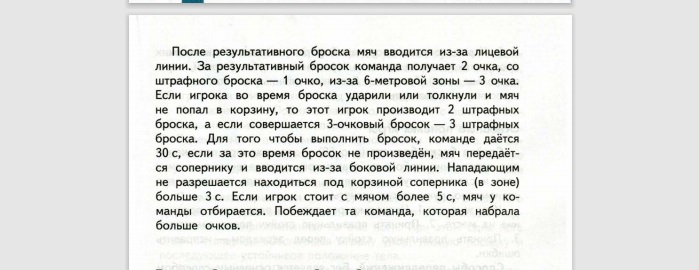 После результативного броска мяч вводится из-за лицевой
линии. За результативный бросок команда получает 2 очка, со
штрафного броска — 1 очко, из-за 6-метровой зоны — 3 очка.
Если игрока во время броска ударили или толкнули и мяч
не попал в корзину, то этот игрок производит 2 штрафных
броска, а если совершается 3-очковый бросок — 3 штрафных
броска. Для того чтобы выполнить бросок, команде даётся
30 с, если за это время бросок не произведён, мяч передаёт-
ся сопернику и вводится из-за боковой линии. Нападающим
не разрешается находиться под корзиной соперника (в зоне)
больше 3 с. Если игрок стоит с мячом более 5 с, мяч у ко-
манды отбирается. Побеждает та команда, которая набрала
больше очков.